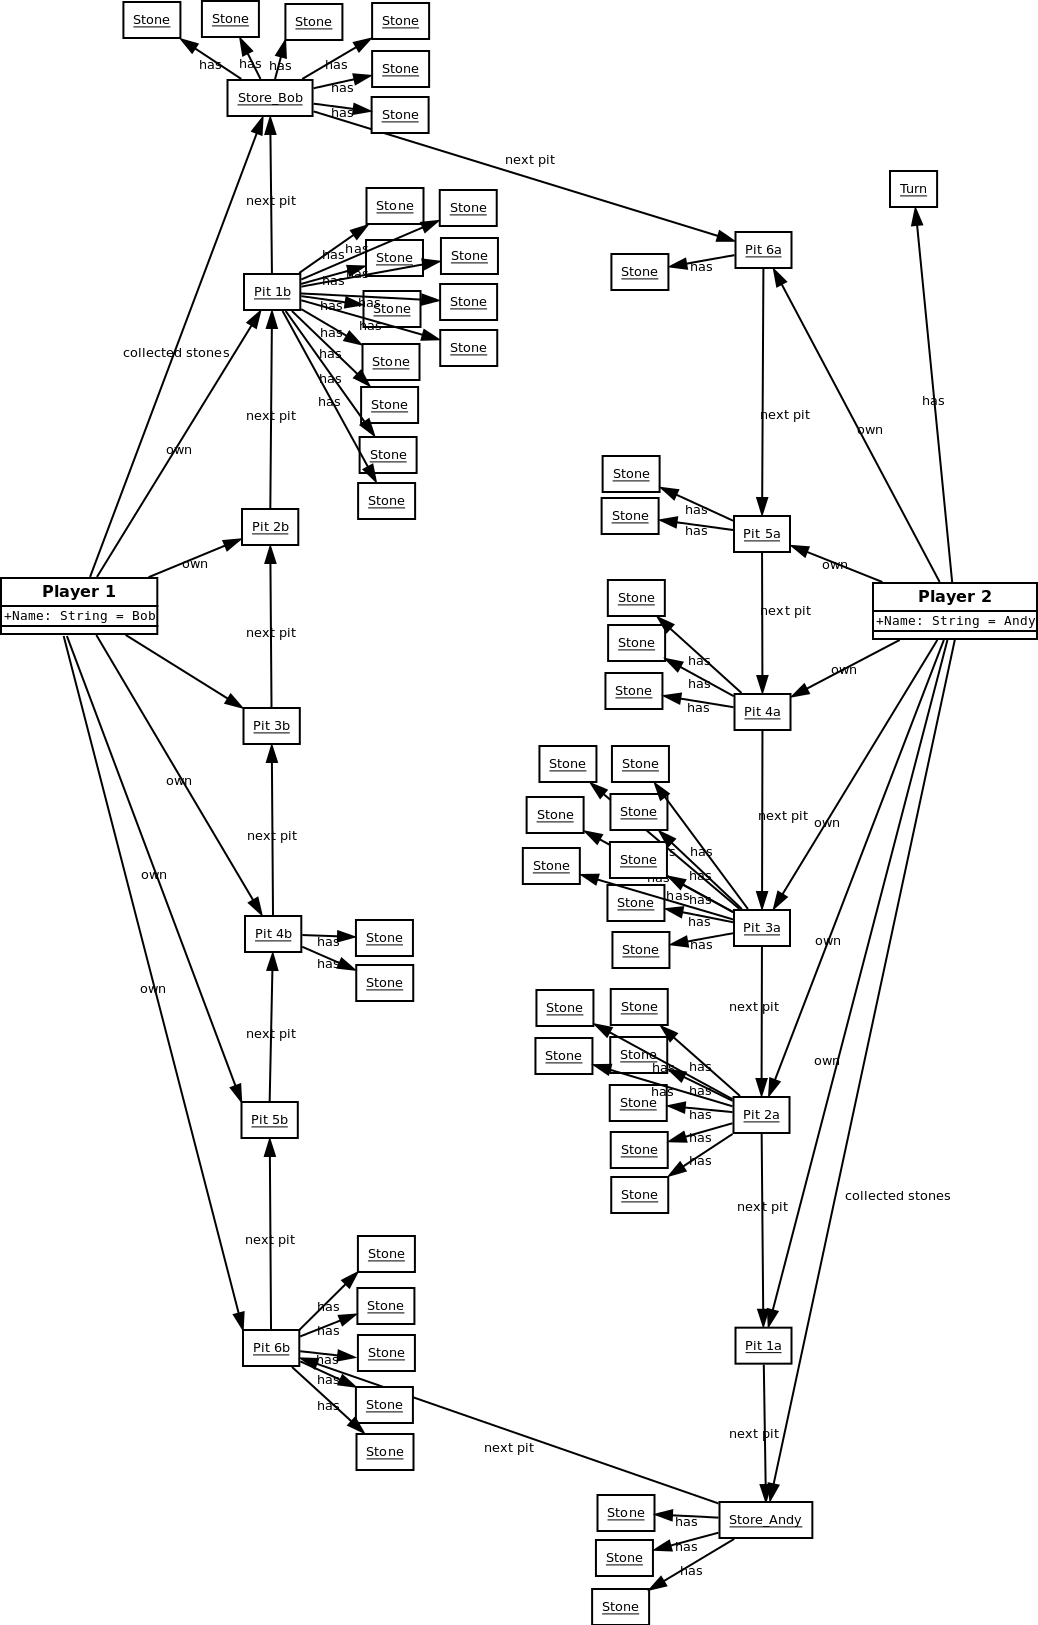 Stone
Stone
Stone
Stone
has
has
has
has
Stone
has
Store_Bob
Stone
has
next pit
Turn
next pit
Stone
Stone
has
has
Stone
Stone
Pit 6a
has
Stone
has
has
Pit 1b
has
has
Stone
Stone
has
has
Stone
has
collected stones
has
Stone
has
has
Stone
has
next pit
next pit
own
own
Stone
Stone
Stone
Stone
has
Stone
Pit 2b
has
Pit 5a
own
own
Player 1
+Name: String = Bob
Player 2
+Name: String = Andy
Stone
next pit
next pit
Stone
has
own
has
Stone
has
Pit 4a
Pit 3b
Stone
Stone
own
Stone
Stone
next pit
own
next pit
has
Stone
Stone
own
has
has
has
has
Stone
has
Pit 3a
Pit 4b
Stone
has
has
Stone
own
has
Stone
own
next pit
Stone
Stone
next pit
Stone
Stone
has
has
has
has
Stone
has
Pit 2a
own
Pit 5b
has
Stone
has
Stone
collected stones
next pit
next pit
Stone
Stone
has
has
Pit 6b
Stone
has
Pit 1a
has
Stone
has
Stone
next pit
next pit
Stone
has
Store_Andy
Stone
has
has
Stone